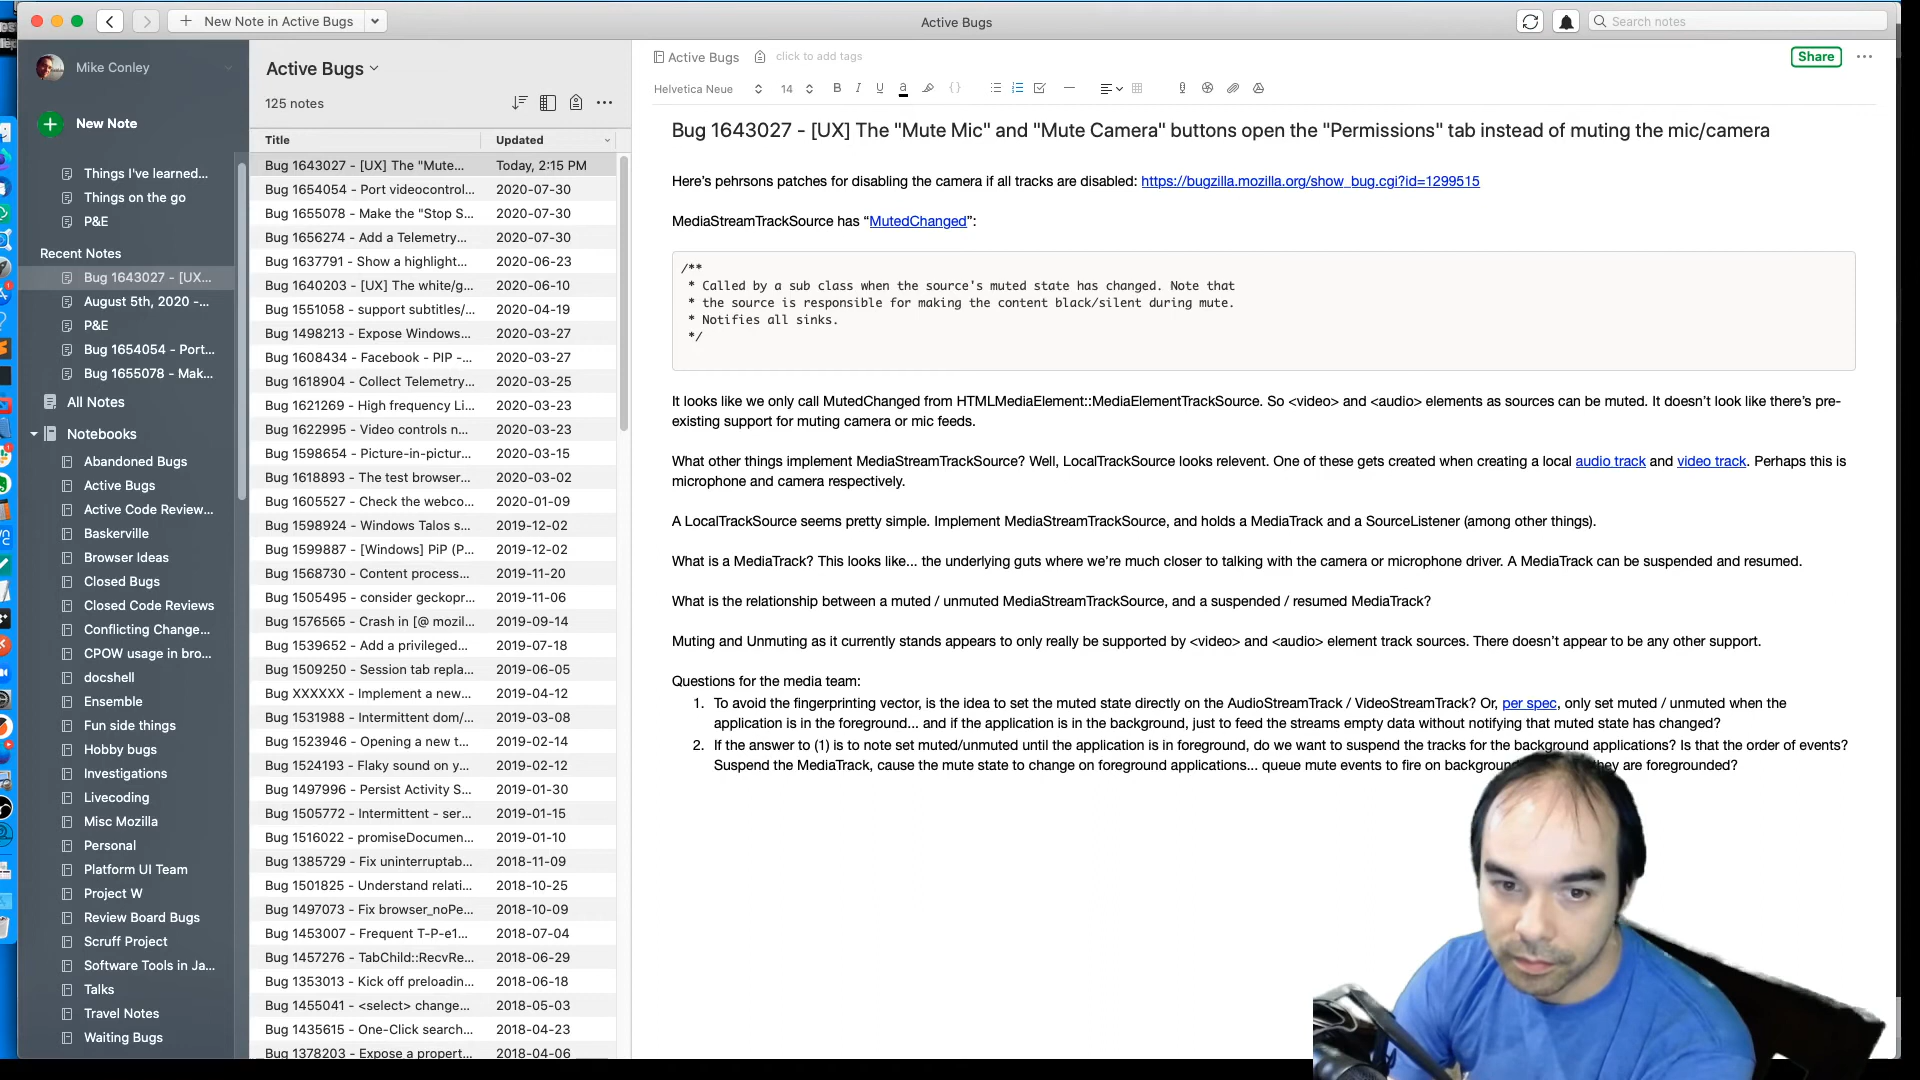 New Note in Active Bugs
Active Bugs
Search notes
Mike Conley
New Note
Things I've learned...
Things on the go
P&E
Recent Notes
Bug 1643027 - [UX...
August 5th, 2020 -...
P&E
Bug 1654054 - Port...
Bug 1655078 - Mak...
All Notes
Notebooks
Abandoned Bugs
Active Bugs
Active Code Review...
Baskerville
Browser Ideas
Closed Bugs
Closed Code Reviews
Conflicting Change...
CPOW usage in bro...
docshell
Ensemble
Fun side things
Hobby bugs
Investigations
Livecoding
Misc Mozilla
Personal
Platform UI Team
Project W
Review Board Bugs
Scruff Project
Software Tools in Ja...
Talks
Travel Notes
Waiting Bugs
Active Bugs
125 notes
Title Updated
Bug 1643027 - [UX] The "Mute... Today, 2:15 PM
Bug 1654054 - Port videocontrol... 2020-07-30
Bug 1655078 - Make the "Stop S... 2020-07-30
Bug 1656274 - Add a Telemetry... 2020-07-30
Bug 1637791 - Show a highlight... 2020-06-23
Bug 1640203 - [UX] The white/g... 2020-06-10
Bug 1551058 - support subtitles/... 2020-04-19
Bug 1498213 - Expose Windows... 2020-03-27
Bug 1608434 - Facebook - PIP -... 2020-03-27
Bug 1618904 - Collect Telemetry... 2020-03-25
Bug 1621269 - High frequency Li... 2020-03-23
Bug 1622995 - Video controls n... 2020-03-23
Bug 1598654 - Picture-in-pictur... 2020-03-15
Bug 1618893 - The test browser... 2020-03-02
Bug 1605527 - Check the webco... 2020-01-09
Bug 1598924 - Windows Talos s... 2019-12-02
Bug 1599887 - [Windows] PiP (P... 2019-12-02
Bug 1568730 - Content process... 2019-11-20
Bug 1505495 - consider geckopr... 2019-11-06
Bug 1576565 - Crash in [@ mozil... 2019-09-14
Bug 1539652 - Add a privileged... 2019-07-18
Bug 1509250 - Session tab repla... 2019-06-05
Bug XXXXXX - Implement a new... 2019-04-12
Bug 1531988 - Intermittent dom/... 2019-03-08
Bug 1523946 - Opening a new t... 2019-02-14
Bug 1524193 - Flaky sound on y... 2019-02-12
Bug 1497996 - Persist Activity S... 2019-01-30
Bug 1505772 - Intermittent - ser... 2019-01-15
Bug 1516022 - promiseDocumen... 2019-01-10
Bug 1385729 - Fix uninterruptab... 2018-11-09
Bug 1501825 - Understand relati... 2018-10-25
Bug 1497073 - Fix browser_noPe... 2018-10-09
Bug 1453007 - Frequent T-P-e1... 2018-07-04
Bug 1457276 - TabChild::RecvRe... 2018-06-29
Bug 1353013 - Kick off preloadin... 2018-06-18
Bug 1455041 - <select> change... 2018-05-03
Bug 1435615 - One-Click search... 2018-04-23
Bug 1378203 - Expose a propert... 2018-04-06
Active Bugs click to add tags Share
Helvetica Neue 14 B I U a
Bug 1643027 - [UX] The "Mute Mic" and "Mute Camera" buttons open the "Permissions" tab instead of muting the mic/camera
Here's pehrsons patches for disabling the camera if all tracks are disabled: https://bugzilla.mozilla.org/show_bug.cgi?id=1299515
MediaStreamTrackSource has “MutedChanged”:
/**
* Called by a sub class when the source's muted state has changed. Note that
* the source is responsible for making the content black/silent during mute.
* Notifies all sinks.
*/
It looks like we only call MutedChanged from HTMLMediaElement::MediaElementTrackSource. So <video> and <audio> elements as sources can be muted. It doesn't look like there's pre-
existing support for muting camera or mic feeds.
What other things implement MediaStreamTrackSource? Well, LocalTrackSource looks relevent. One of these gets created when creating a local audio track and video track. Perhaps this is
microphone and camera respectively.
A LocalTrackSource seems pretty simple. Implement MediaStreamTrackSource, and holds a MediaTrack and a SourceListener (among other things).
What is a MediaTrack? This looks like... the underlying guts where we're much closer to talking with the camera or microphone driver. A MediaTrack can be suspended and resumed.
What is the relationship between a muted / unmuted MediaStreamTrackSource, and a suspended / resumed MediaTrack?
Muting and Unmuting as it currently stands appears to only really be supported by <video> and <audio> element track sources. There doesn't appear to be any other support.
Questions for the media team:
1. To avoid the fingerprinting vector, is the idea to set the muted state directly on the AudioStreamTrack / VideoStreamTrack? Or, per spec, only set muted / unmuted when the
application is in the foreground... and if the application is in the background, just to feed the streams empty data without notifying that muted state has changed?
2. If the answer to (1) is to note set muted/unmuted until the application is in foreground, do we want to suspend the tracks for the background applications? Is that the order of events?
Suspend the MediaTrack, cause the mute state to change on foreground applications... queue mute events to fire on backgroun they are foregrounded?